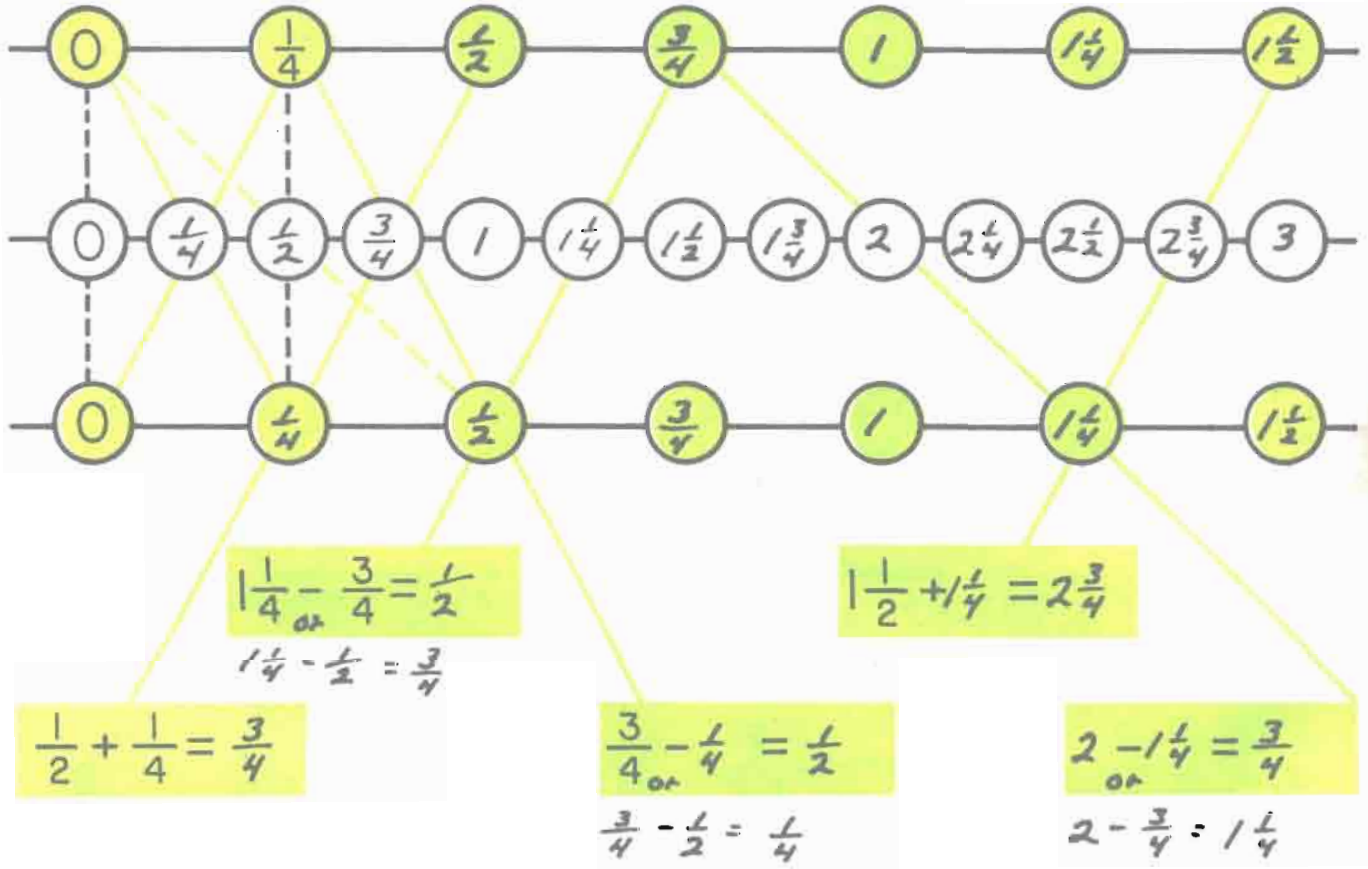 0 1/4 1/2 3/4 1 1 1/4 1 1/2
0 1/4 1/2 3/4 1 1 1/4 1 1/2 1 3/4 2 2 1/4 2 1/2 2 3/4 3
0 1/4 1/2 3/4 1 1 1/4 1 1/2
1 1/4 - 3/4 = 1/2
or
1 1/4 - 1/2 = 3/4
1 1/2 + 1 1/4 = 2 3/4
1/2 + 1/4 = 3/4
3/4 - 1/4 = 1/2
or
3/4 - 1/2 = 1/4
2 - 1 1/4 = 3/4
or
2 - 3/4 = 1 1/4